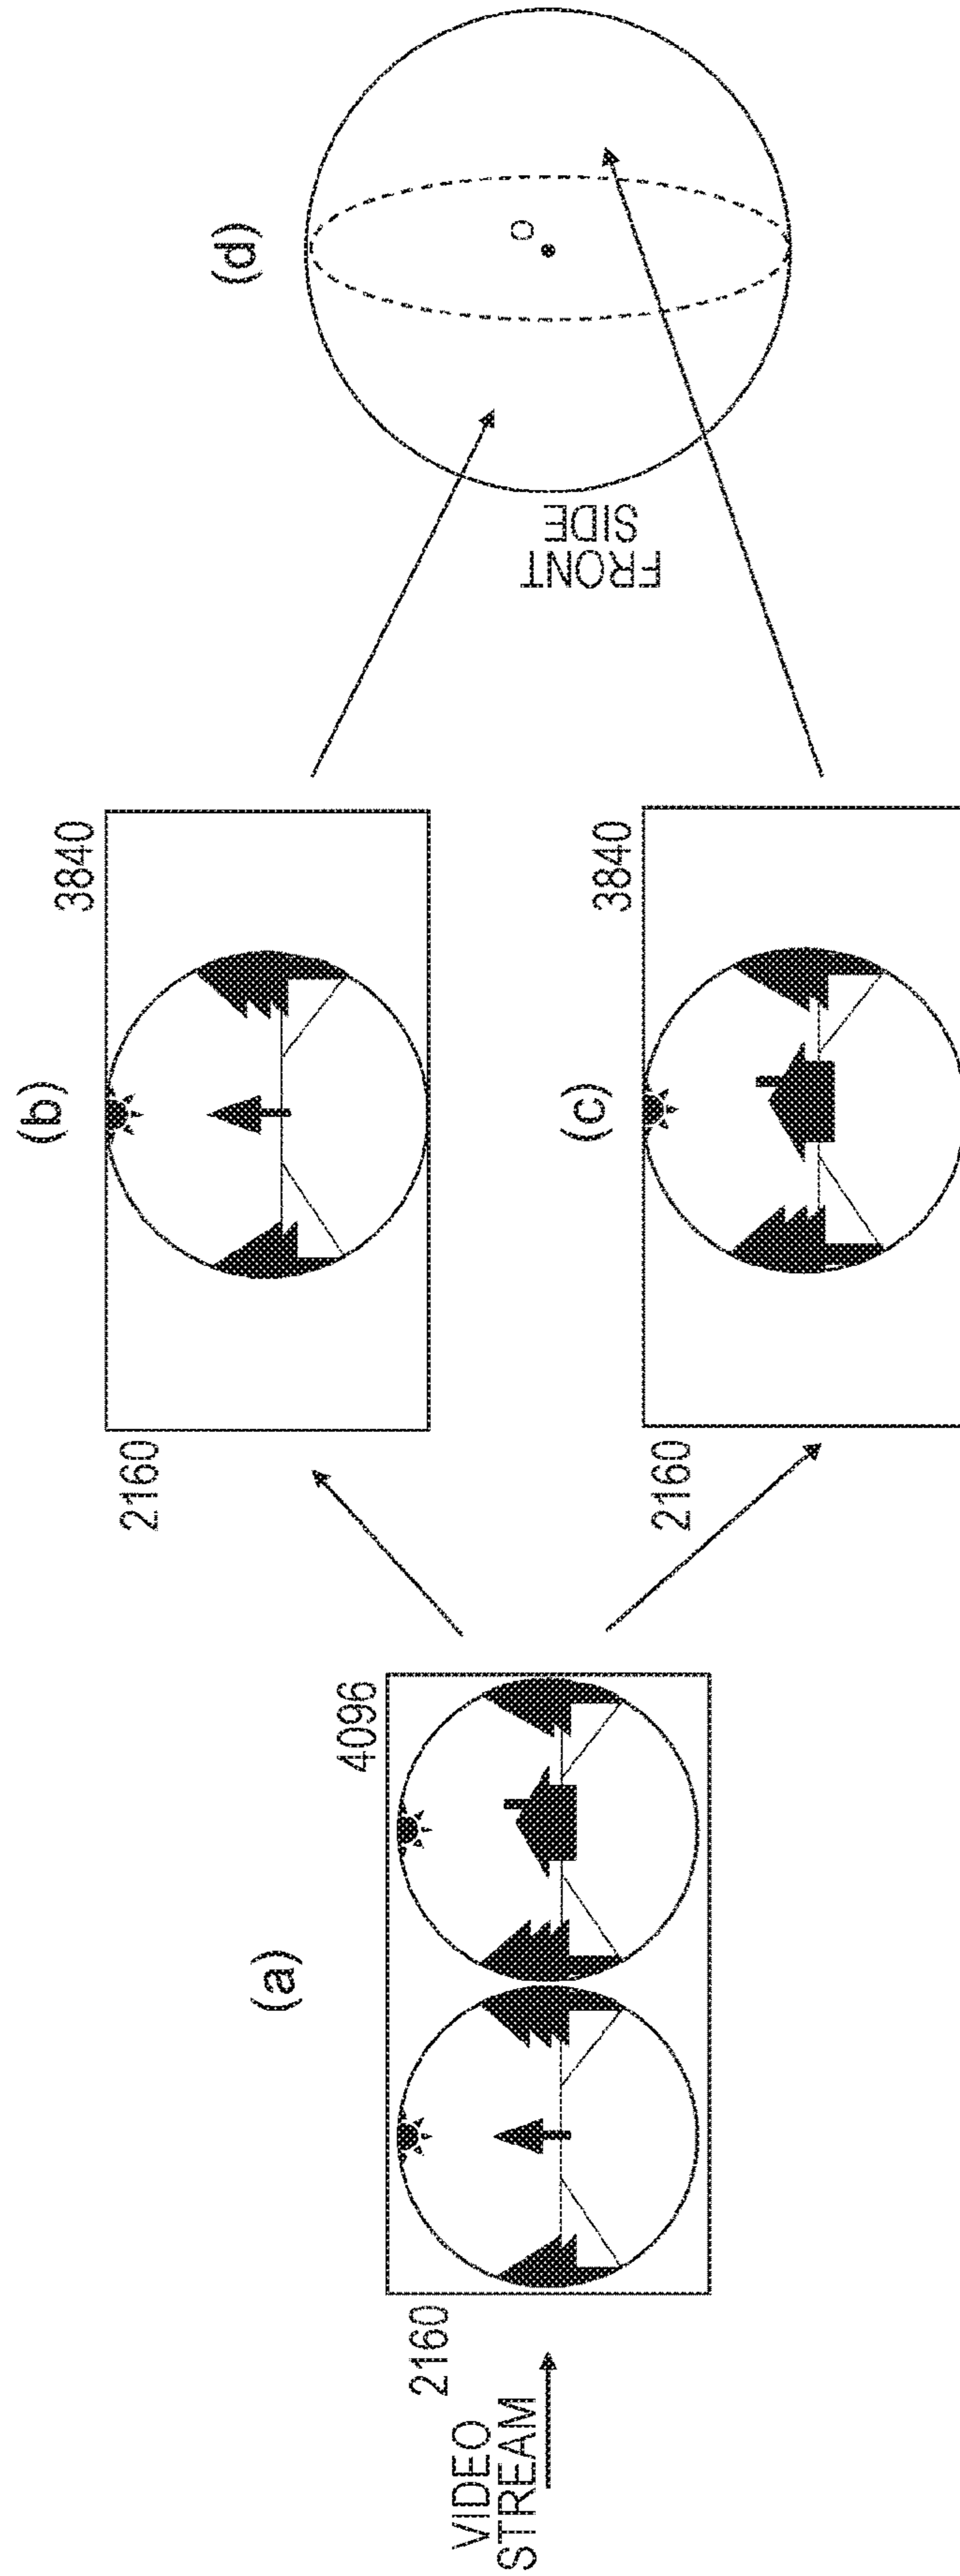 VIDEO
STREAM
(a)
2160
4096
(b)
2160
3840
(c)
2160
3840
(d)
O
FRONT
SIDE